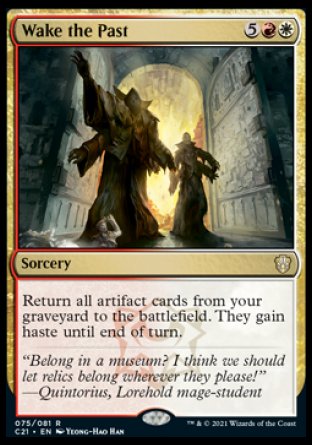 Wake the Past 5
Sorcery
Return all artifact cards from your
graveyard to the battlefield. They gain
haste until end of turn.
“Belong in a museum? I think we should
let relics belong wherever they please!”
—Quintorius, Lorehold mage-student
075/081 R
C21 • EN Yeong-Hao Han
™ & © 2021 Wizards of the Coast